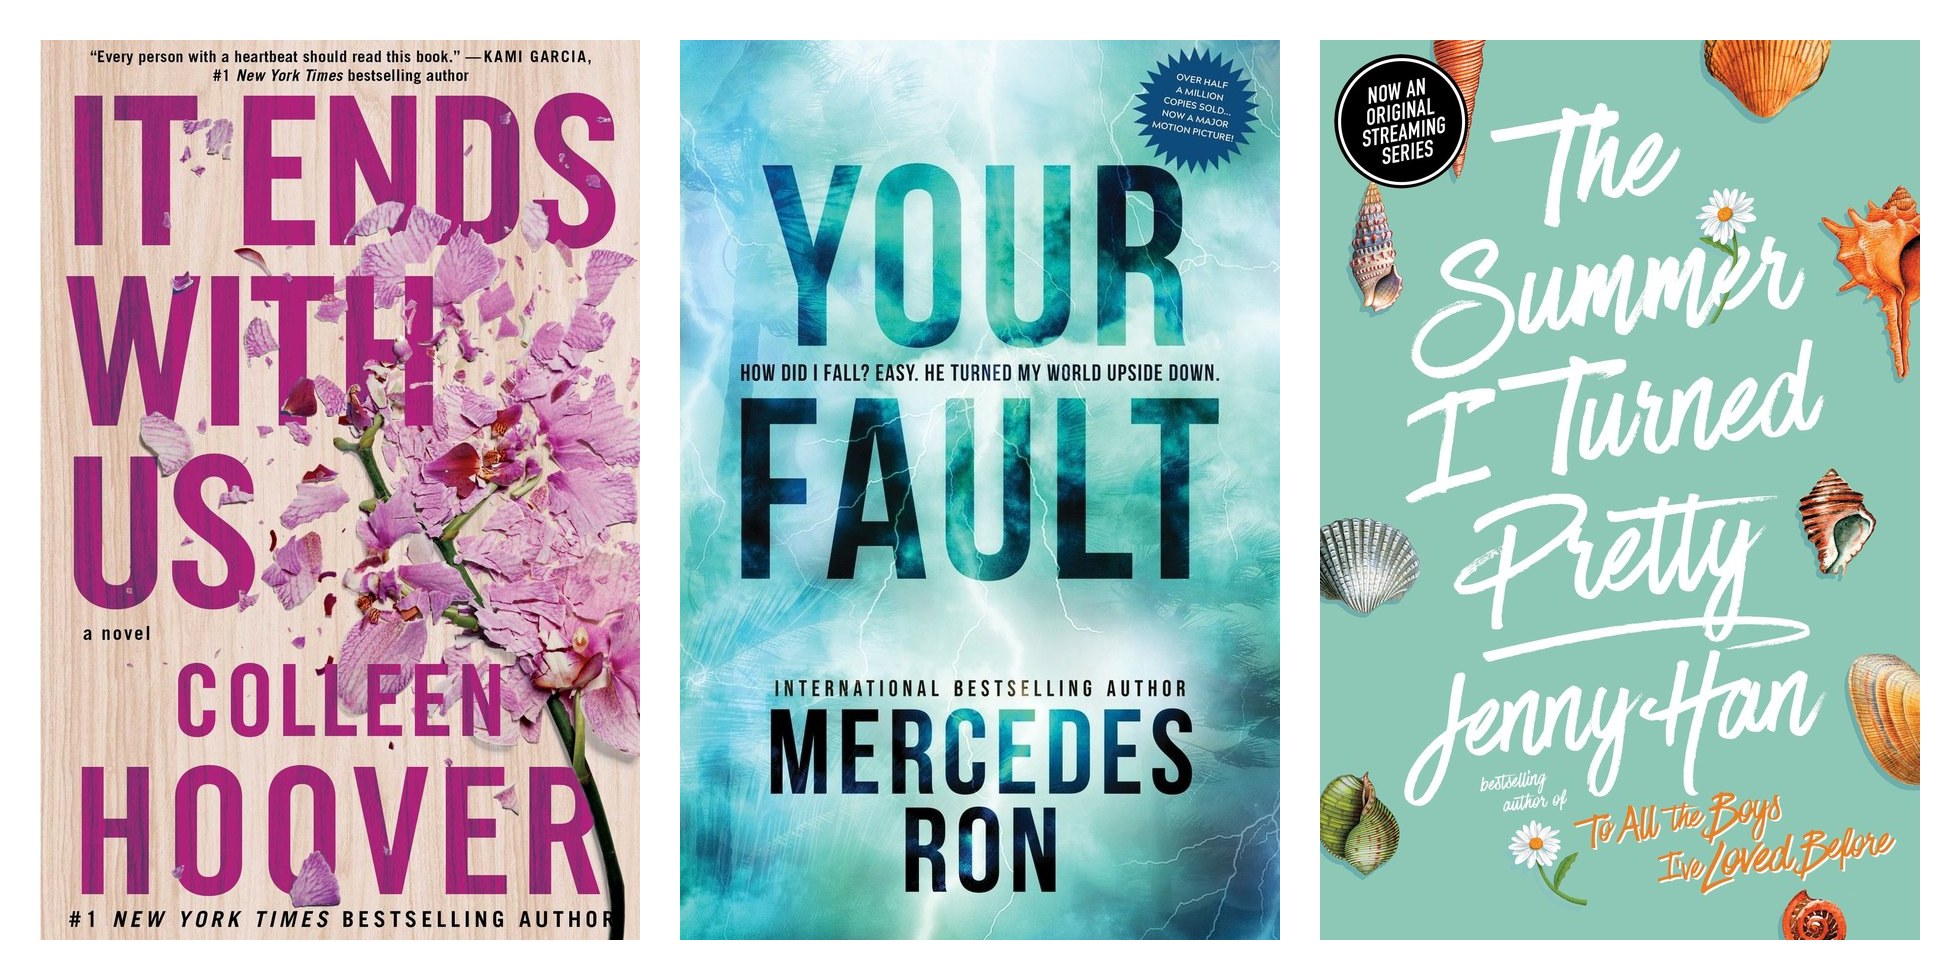 “Every person with a heartbeat should read this book.” —KAMI GARCIA,
#1 New York Times bestselling author
IT ENDS
WITH
US
a novel
COLLEEN
HOOVER
#1 NEW YORK TIMES BESTSELLING AUTHOR
OVER HALF
A MILLION
COPIES SOLD...
NOW A MAJOR
MOTION PICTURE!
YOUR
HOW DID I FALL? EASY. HE TURNED MY WORLD UPSIDE DOWN.
FAULT
INTERNATIONAL BESTSELLING AUTHOR
MERCEDES
RON
NOW AN
ORIGINAL
STREAMING
SERIES
The
Summer
I Turned
Pretty
Jenny Han
bestselling
author of
To All the Boys
I've Loved Before